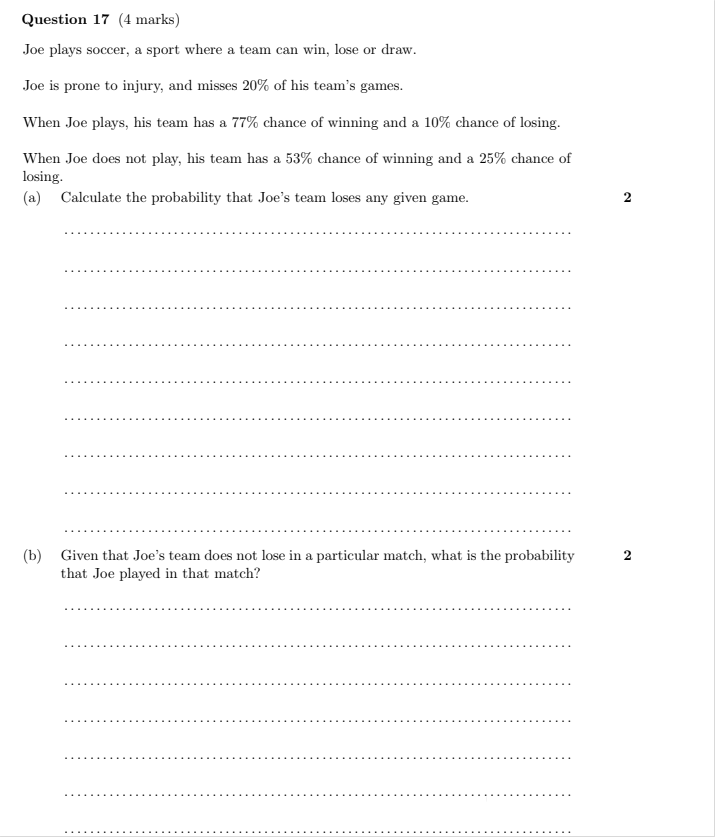 Question 17 (4 marks)
Joe plays soccer, a sport where a team can win, lose or draw.
Joe is prone to injury, and misses 20% of his team's games.
When Joe plays, his team has a 77% chance of winning and a 10% chance of losing.
When Joe does not play, his team has a 53% chance of winning and a 25% chance of
losing.
(a) Calculate the probability that Joe's team loses any given game. 2
(b) Given that Joe's team does not lose in a particular match, what is the probability 2
that Joe played in that match?